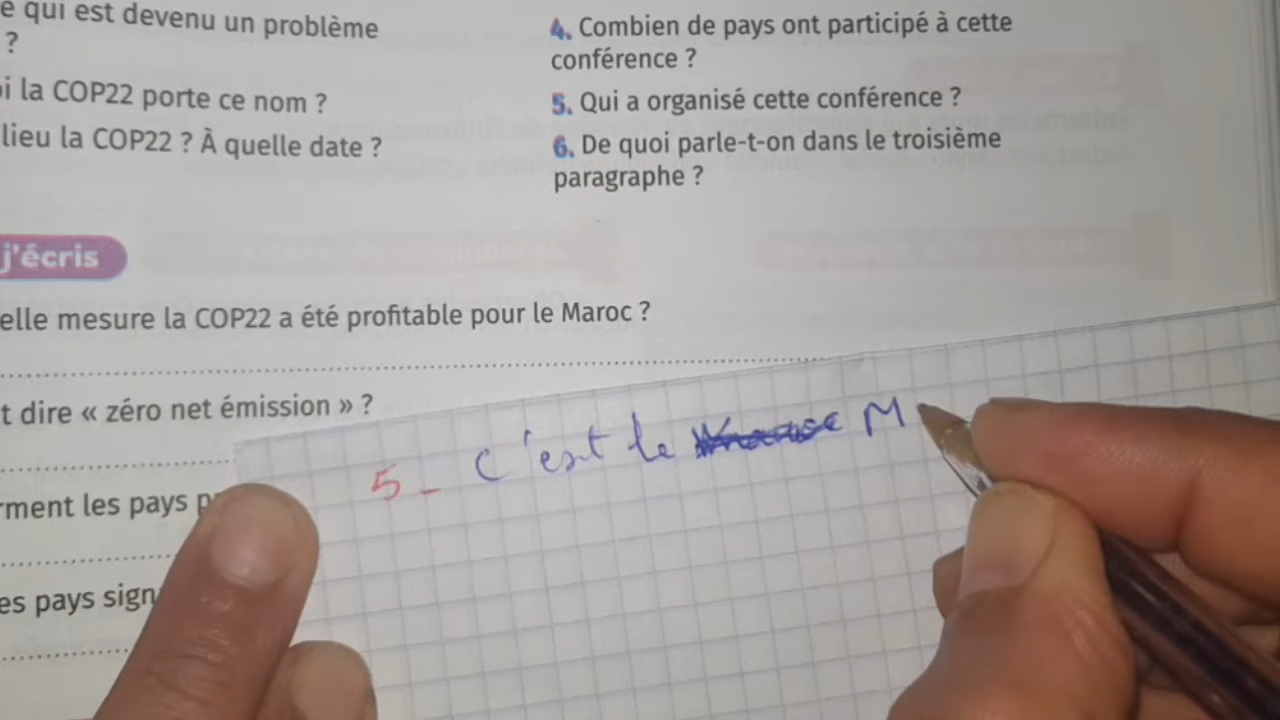 e qui est devenu un problème
?
i la COP22 porte ce nom ?
lieu la COP22 ? À quelle date ?
4. Combien de pays ont participé à cette
conférence ?
5. Qui a organisé cette conférence ?
6. De quoi parle-t-on dans le troisième
paragraphe ?
j'écris
elle mesure la COP22 a été profitable pour le Maroc ?
t dire « zéro net émission » ?
rment les pays p
es pays sign
5 - C'est le M